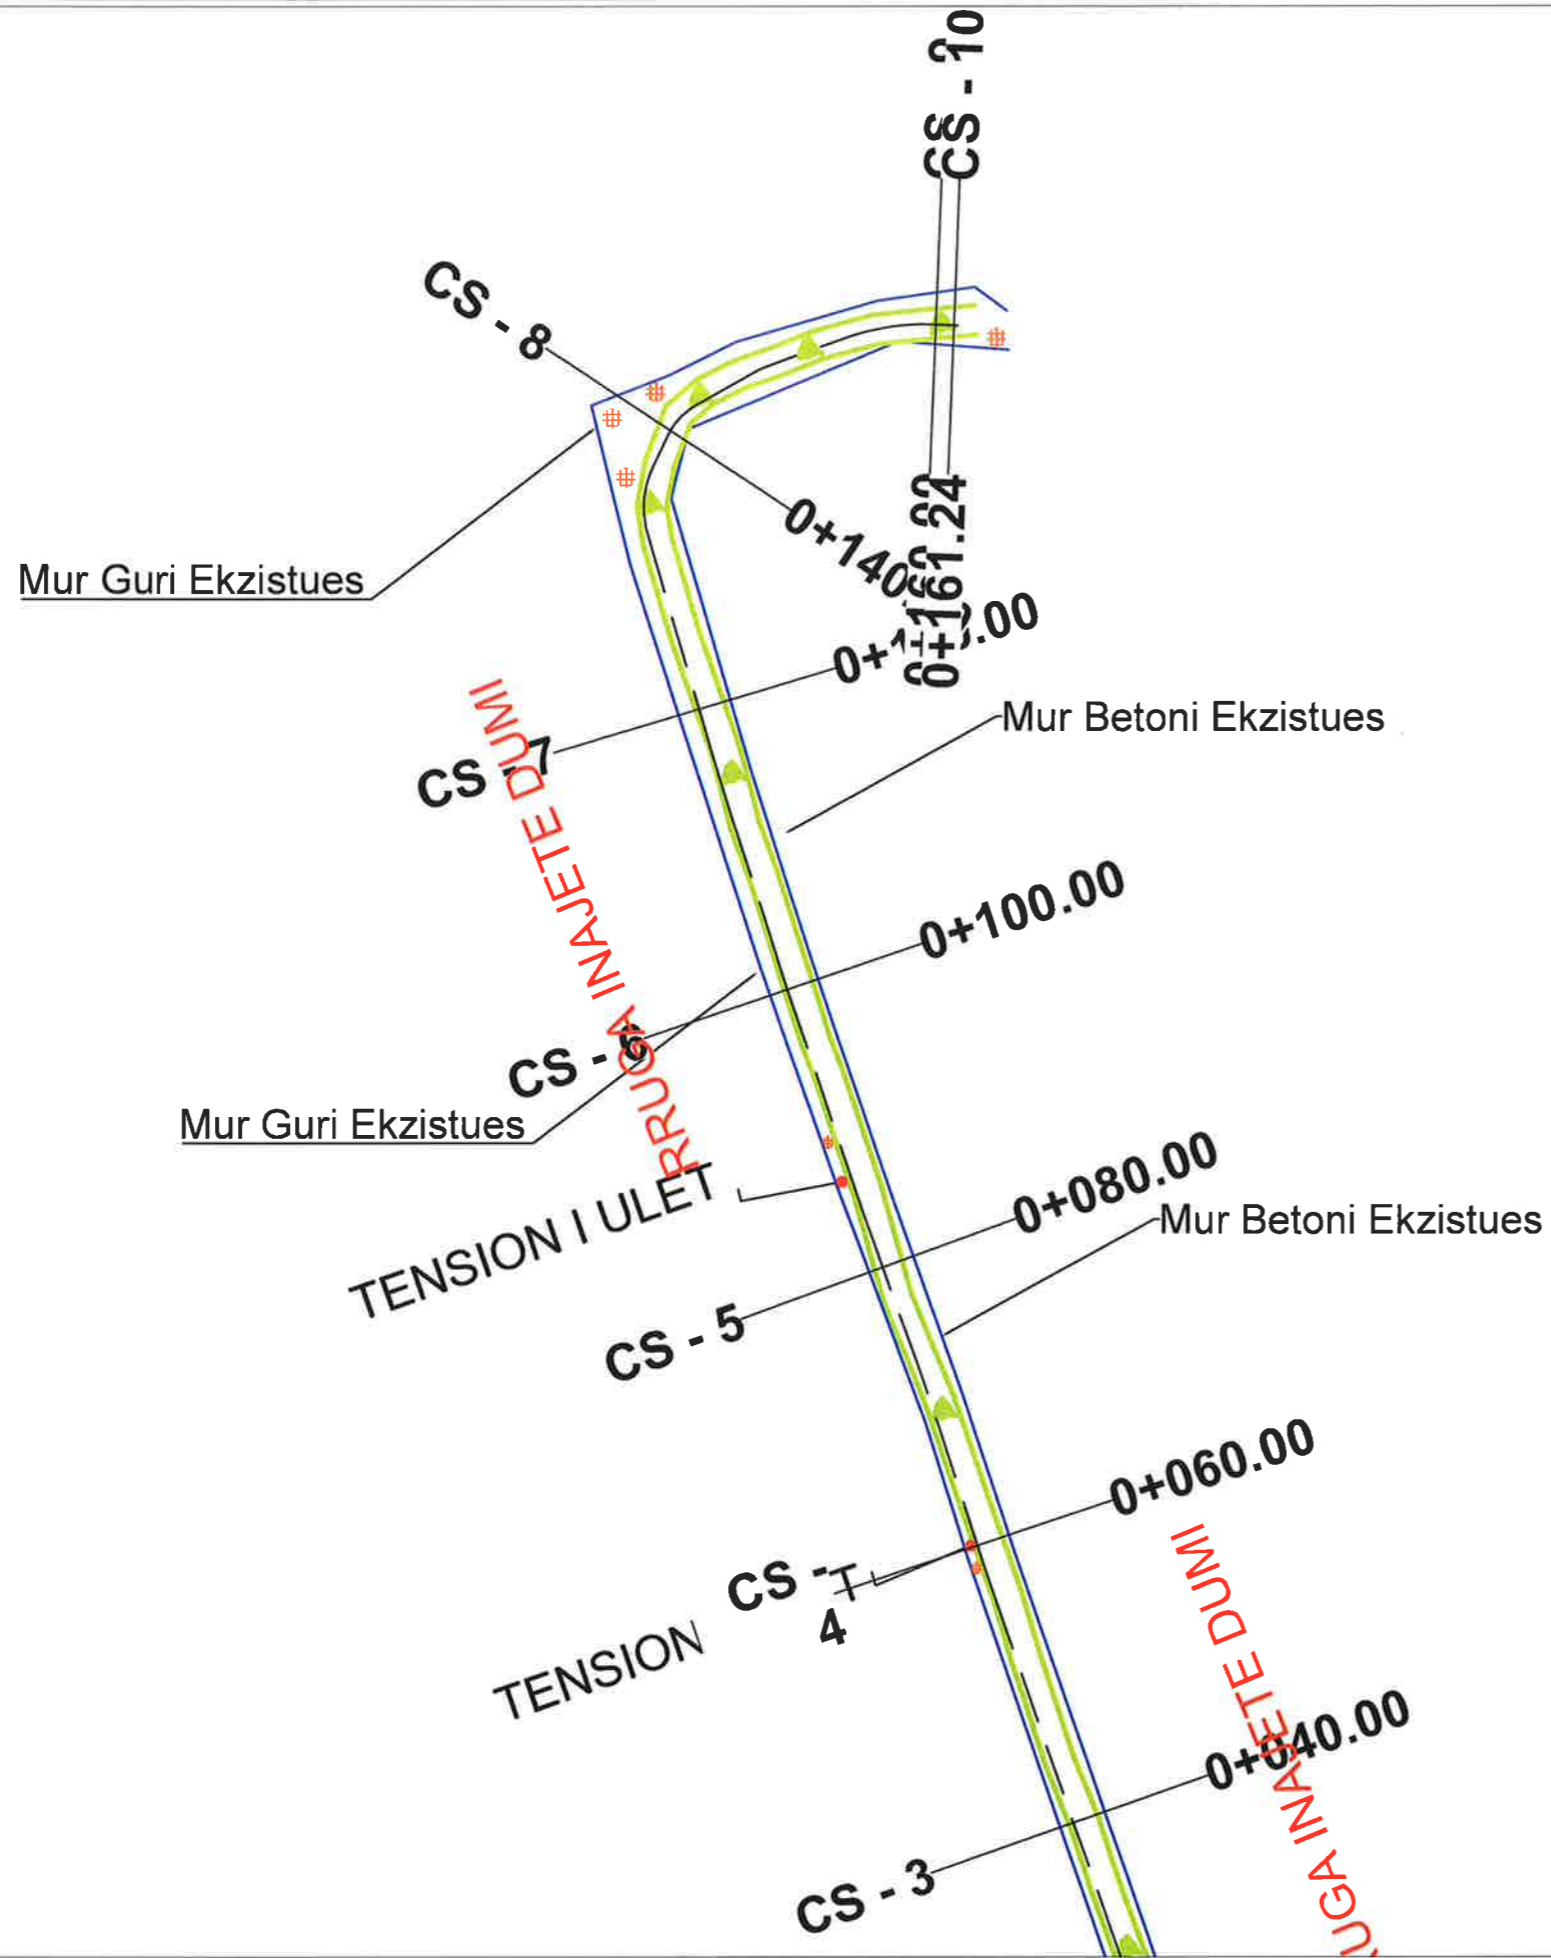 CS - 10
CS - 8
0+140
0+161.24
Mur Guri Ekzistues
.00
CS - 7
Mur Betoni Ekzistues
RRUGA INAJETE DUMI
0+100.00
CS - 6
Mur Guri Ekzistues
0+080.00
TENSION I ULET
Mur Betoni Ekzistues
CS - 5
0+060.00
CS - 4
T
TENSION
0+040.00
INAJETE DUMI
CS - 3